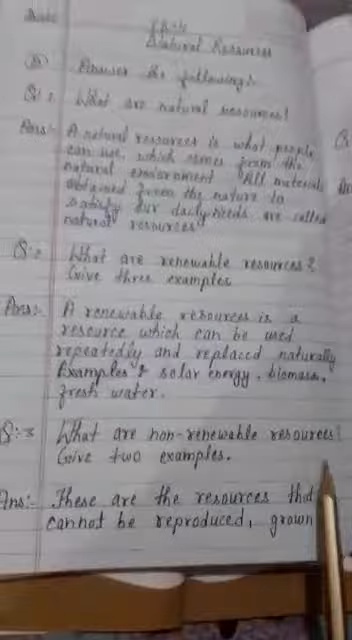 Date:
Natural Resources
Answer the following:-
Q:1 What are natural resources?
Ans:- A natural resources is what people
can use, which comes from the
natural environment "All material
obtained from the nature to
satisfy our daily needs are called
natural resources"
Q:2 What are renewable resources?
Give three examples
Ans:- A renewable resources is a
resource which can be used
repeatedly and replaced naturally
Examples solar energy, biomass,
fresh water.
Q:3 What are non-renewable resources?
Give two examples.
Ans:- These are the resources that
cannot be reproduced, grown